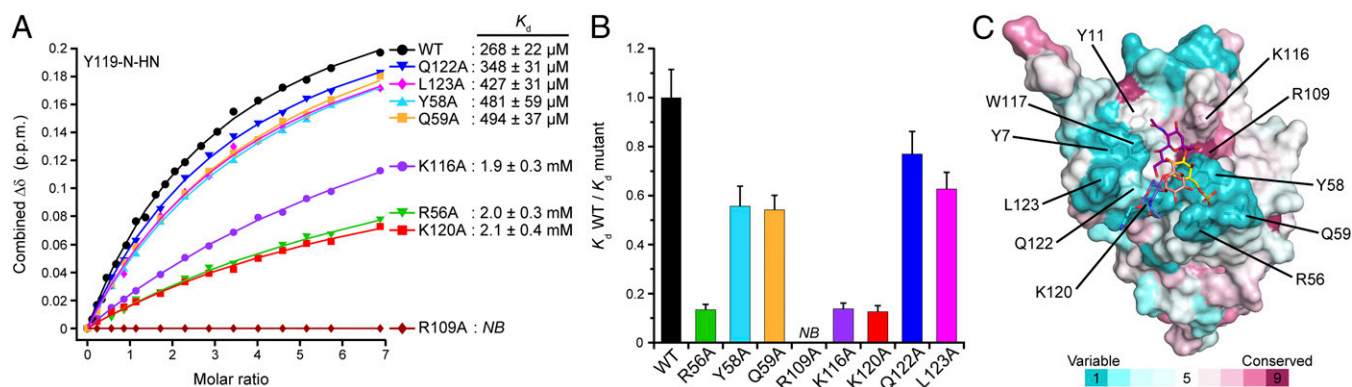 A
Y119-N-HN
Combined Δδ (p.p.m.)
0.2
0.18
0.16
0.14
0.12
0.10
0.08
0.06
0.04
0.02
0
0 1 2 3 4 5 6 7
Molar ratio
Kd
WT : 268 ± 22 µM
Q122A : 348 ± 31 µM
L123A : 427 ± 31 µM
Y58A : 481 ± 59 µM
Q59A : 494 ± 37 µM
K116A : 1.9 ± 0.3 mM
R56A : 2.0 ± 0.3 mM
K120A : 2.1 ± 0.4 mM
R109A : NB
B
Kd WT / Kd mutant
1.0
0.8
0.6
0.4
0.2
0.0
NB
WT R56A Y58A Q59A R109A K116A K120A Q122A L123A
C
Y11
K116
W117
R109
Y7
Y58
L123
Q122
Q59
K120
R56
Variable Conserved
1 5 9